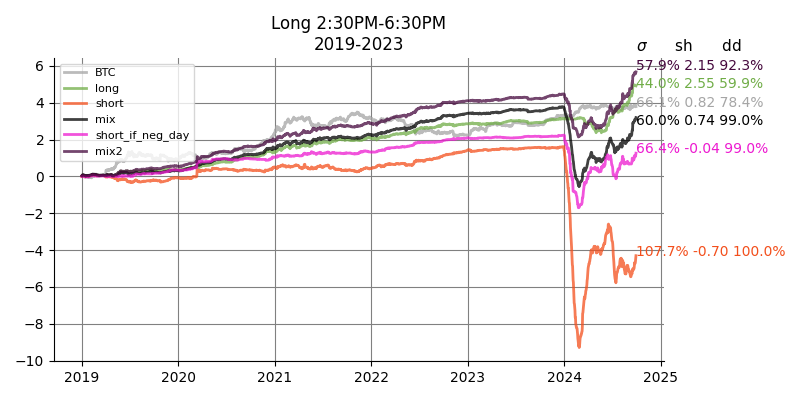 Long 2:30PM-6:30PM
2019-2023
σ sh dd
57.9% 2.15 92.3%
44.0% 2.55 59.9%
66.1% 0.82 78.4%
60.0% 0.74 99.0%
66.4% -0.04 99.0%
107.7% -0.70 100.0%
BTC
long
short
mix
short_if_neg_day
mix2
6
4
2
0
−2
−4
−6
−8
−10
2019 2020 2021 2022 2023 2024 2025